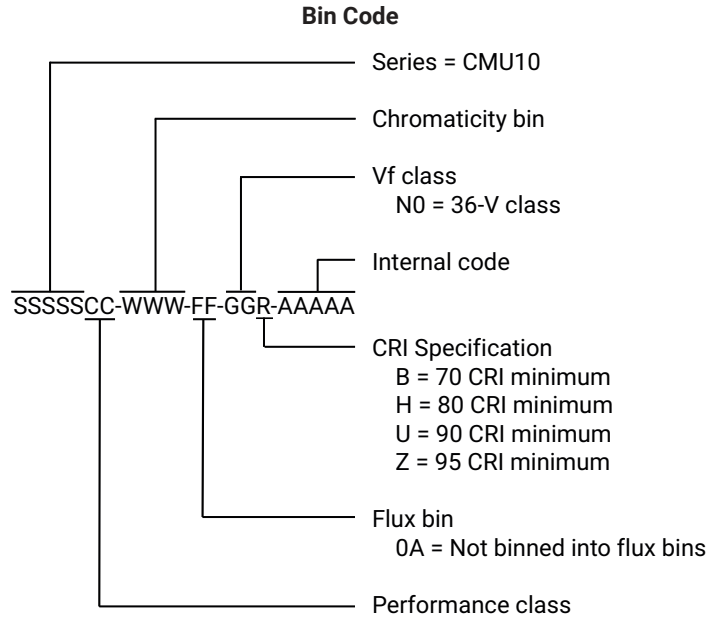 Bin Code
Series = CMU10
Chromaticity bin
Vf class
N0 = 36-V class
Internal code
SSSSSCC-WWW-FF-GGR-AAAAA
CRI Specification
B = 70 CRI minimum
H = 80 CRI minimum
U = 90 CRI minimum
Z = 95 CRI minimum
Flux bin
0A = Not binned into flux bins
Performance class